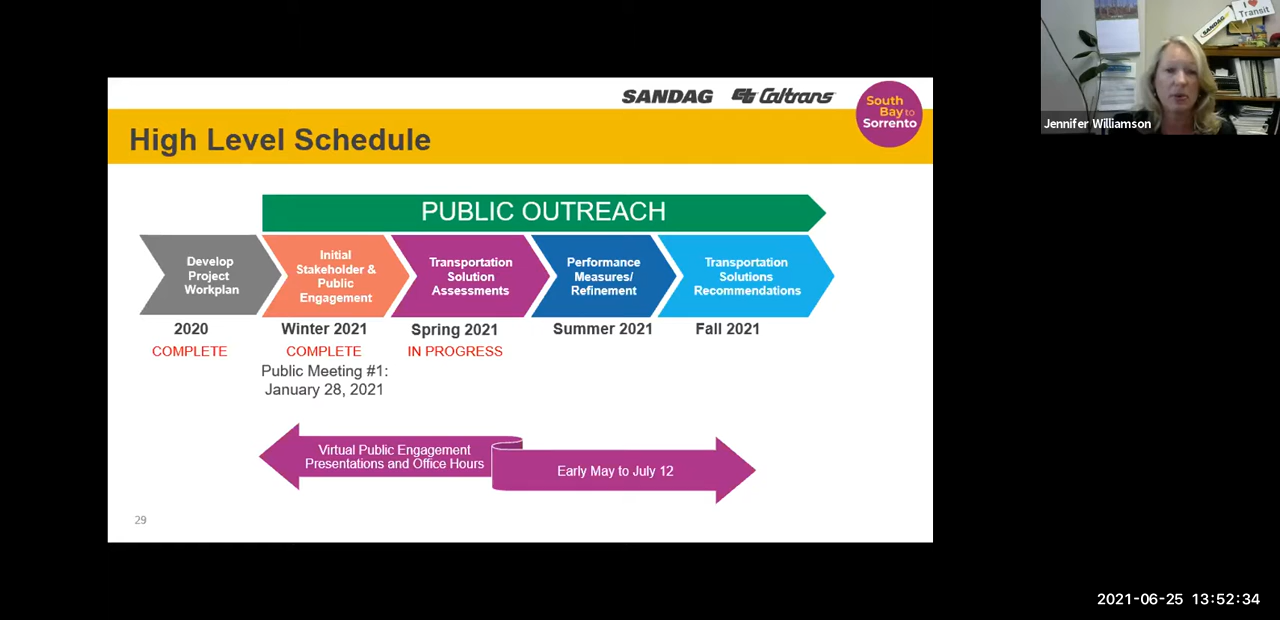 I
Transit
SANDAG
Jennifer Williamson
SANDAG Caltrans
South
Bay to
Sorrento
High Level Schedule
PUBLIC OUTREACH
Develop
Project
Workplan
Initial
Stakeholder &
Public
Engagement
Transportation
Solution
Assessments
Performance
Measures/
Refinement
Transportation
Solutions
Recommendations
2020
Winter 2021
Spring 2021
Summer 2021
Fall 2021
COMPLETE
COMPLETE
IN PROGRESS
Public Meeting #1:
January 28, 2021
Virtual Public Engagement
Presentations and Office Hours
Early May to July 12
29
2021-06-25 13:52:34